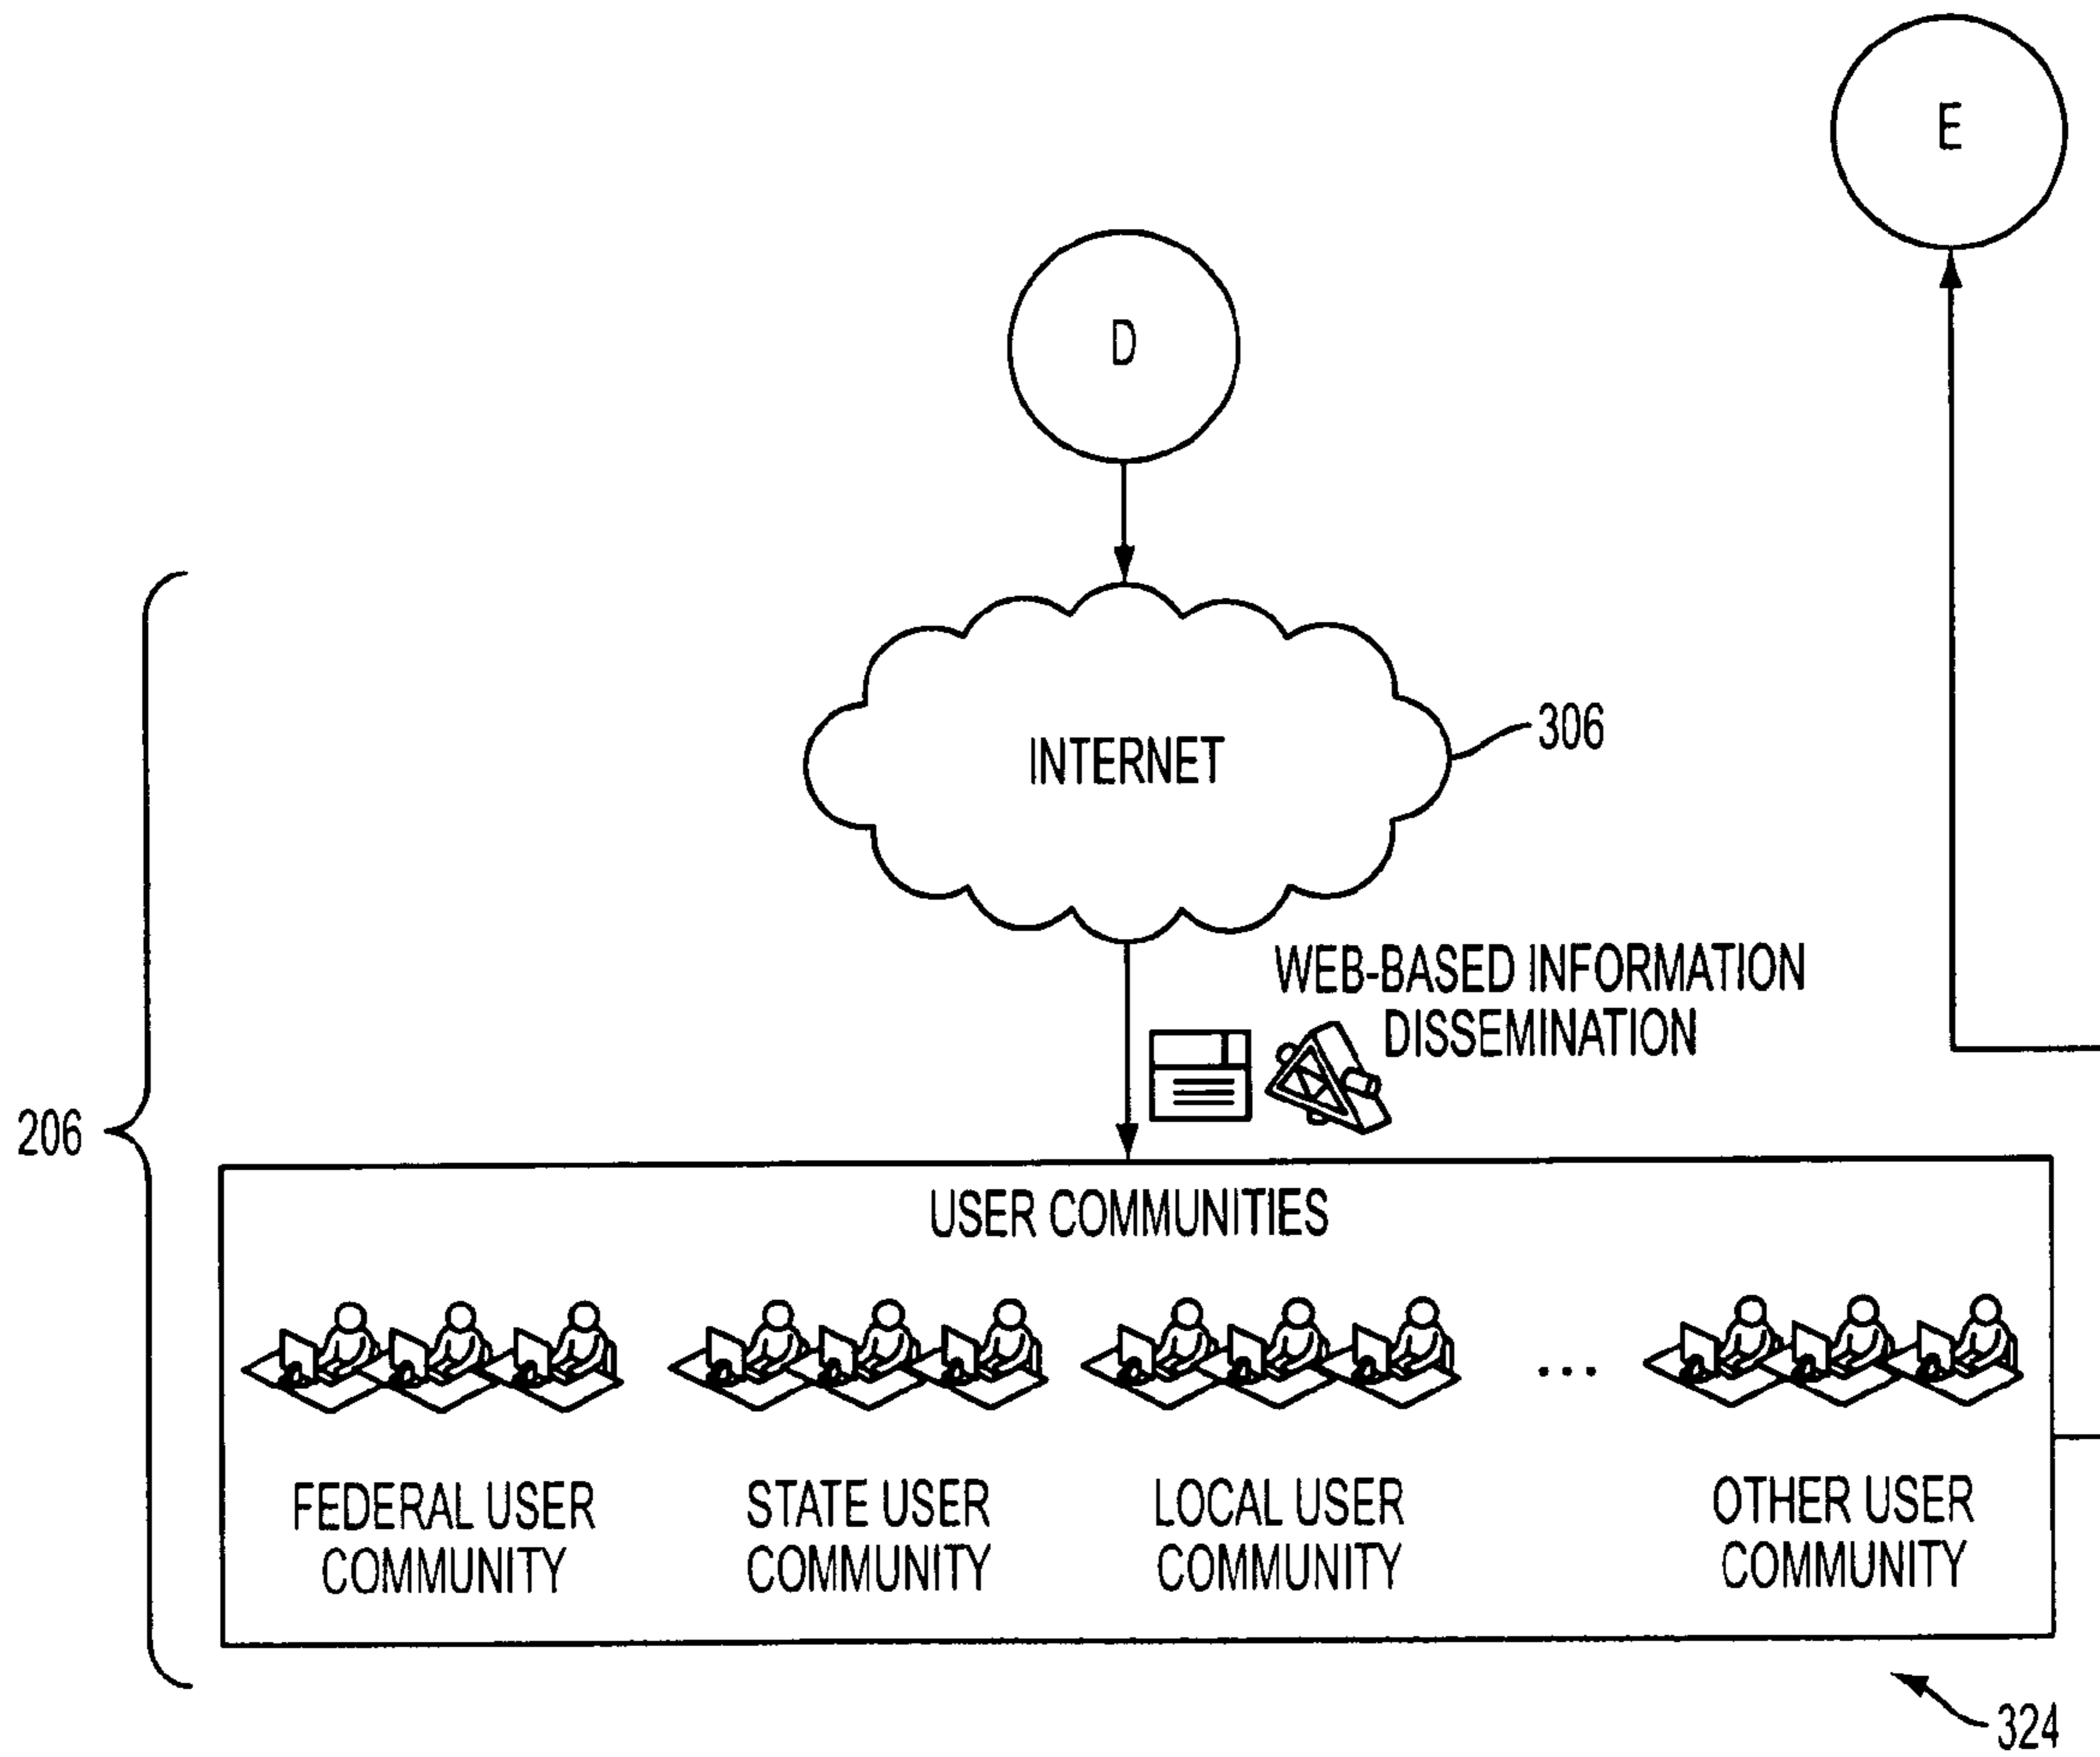 E
D
INTERNET
306
WEB-BASED INFORMATION
DISSEMINATION
206
USER COMMUNITIES
...
FEDERAL USER
COMMUNITY
STATE USER
COMMUNITY
LOCAL USER
COMMUNITY
OTHER USER
COMMUNITY
324